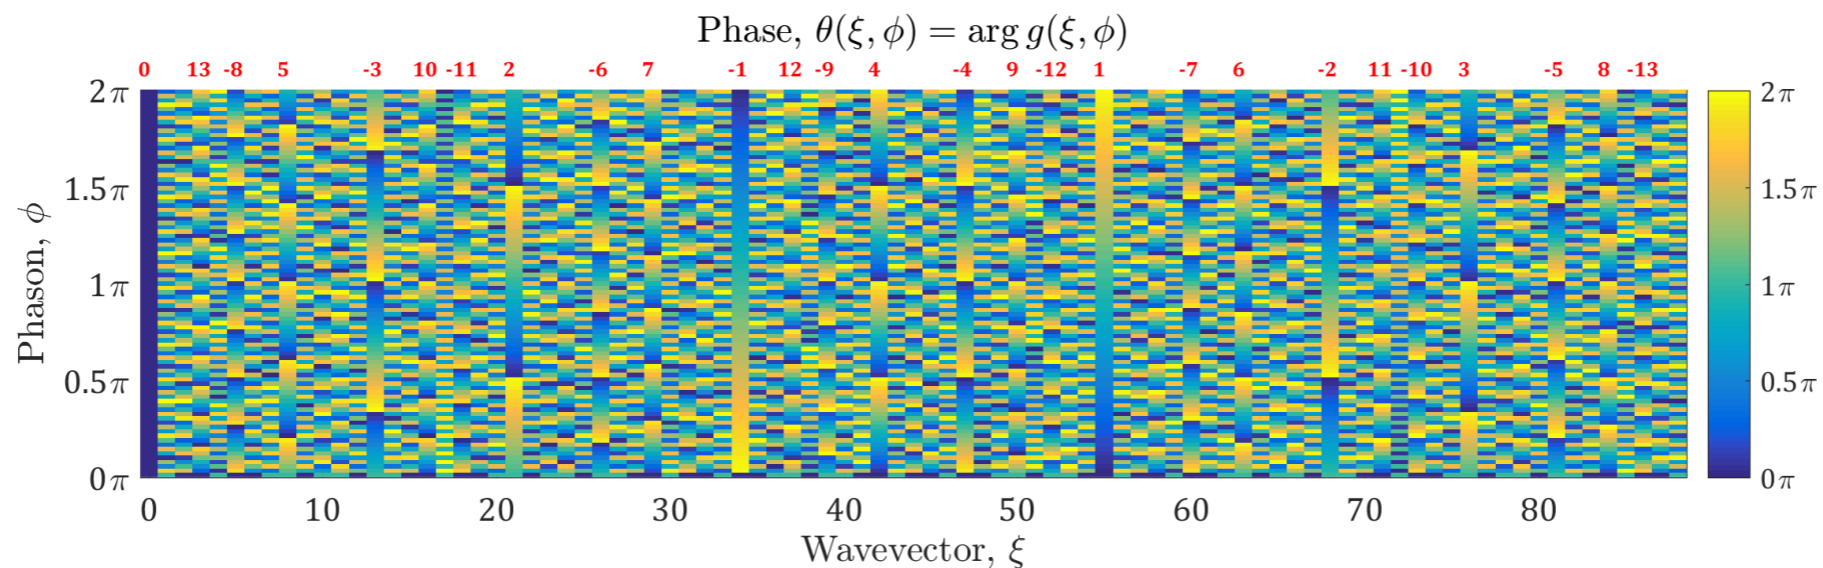 Phase, θ(ξ, ϕ) = arg g(ξ, ϕ)
0 13 -8 5 -3 10 -11 2 -6 7 -1 12 -9 4 -4 9 -12 1 -7 6 -2 11 -10 3 -5 8 -13
2π
1.5π
1π
0.5π
0π
Phason, ϕ
0 10 20 30 40 50 60 70 80
Wavevector, ξ
2π
1.5π
1π
0.5π
0π